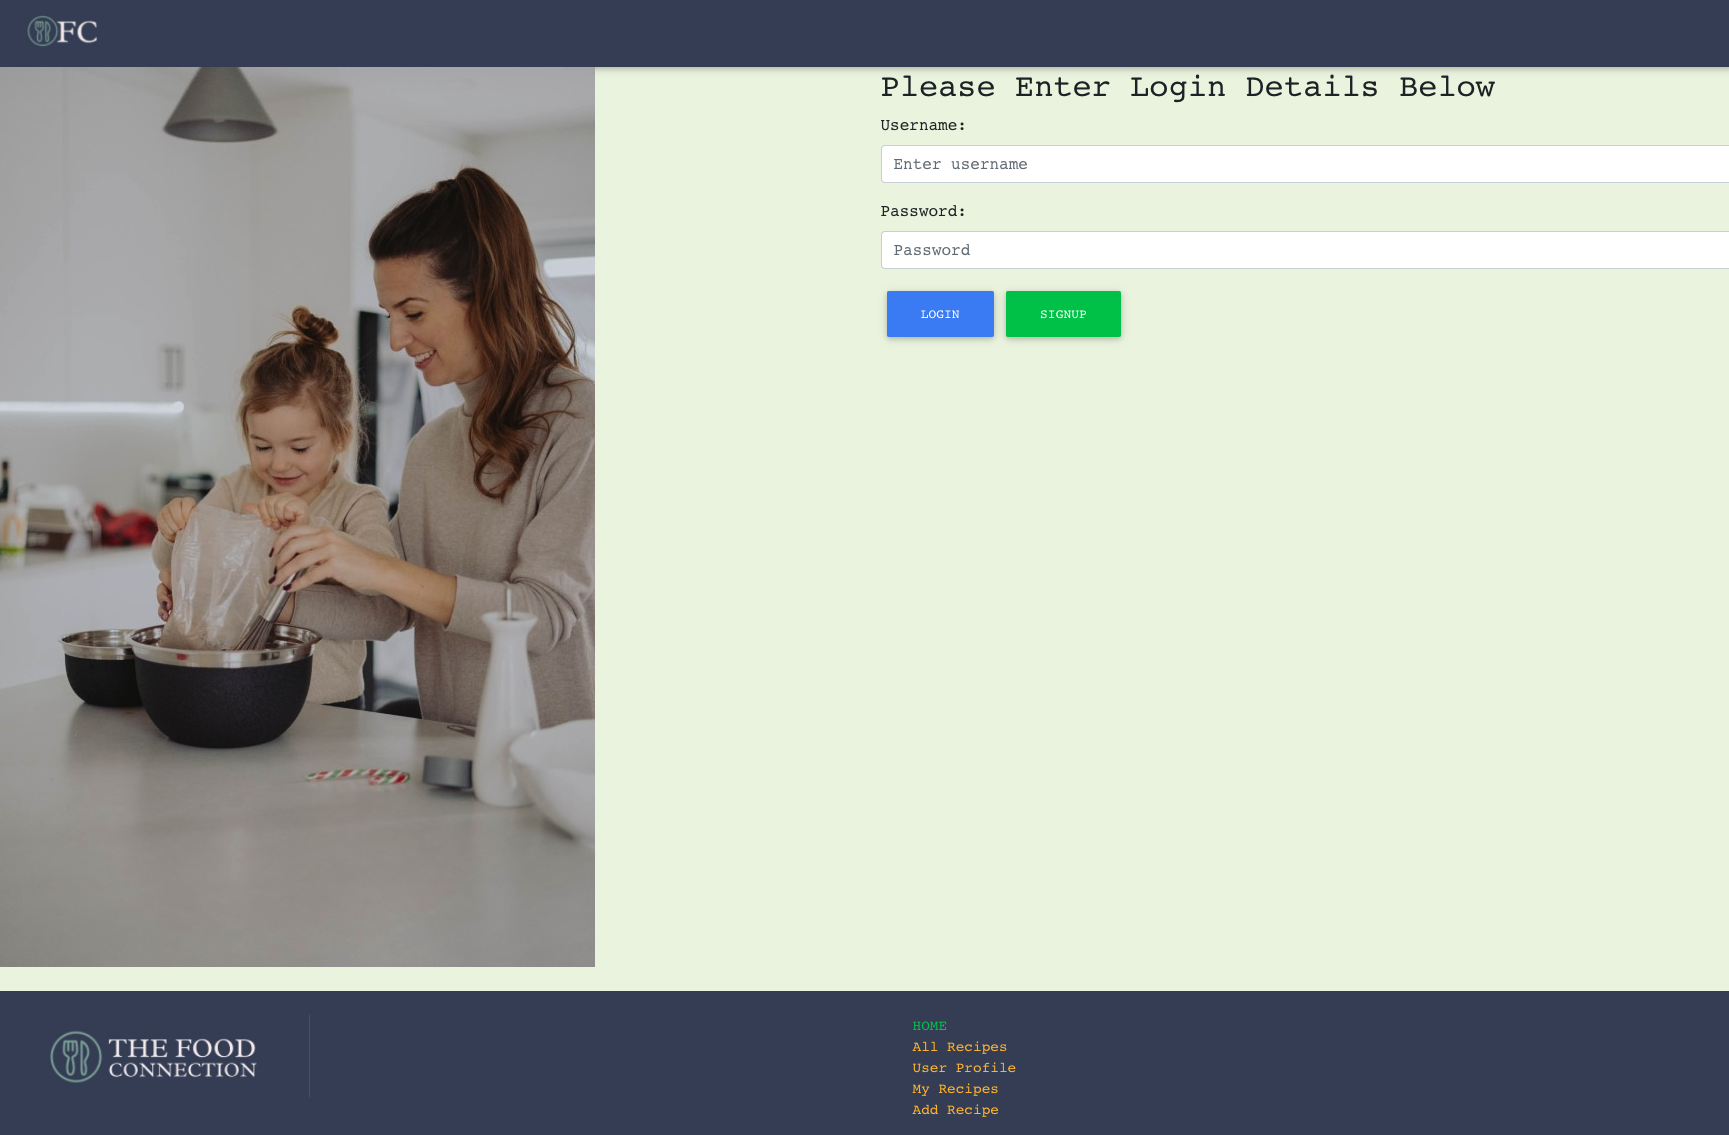 FC
Please Enter Login Details Below
Username:
Enter username
Password:
Password
LOGIN
SIGNUP
THE FOOD
CONNECTION
HOME
All Recipes
User Profile
My Recipes
Add Recipe